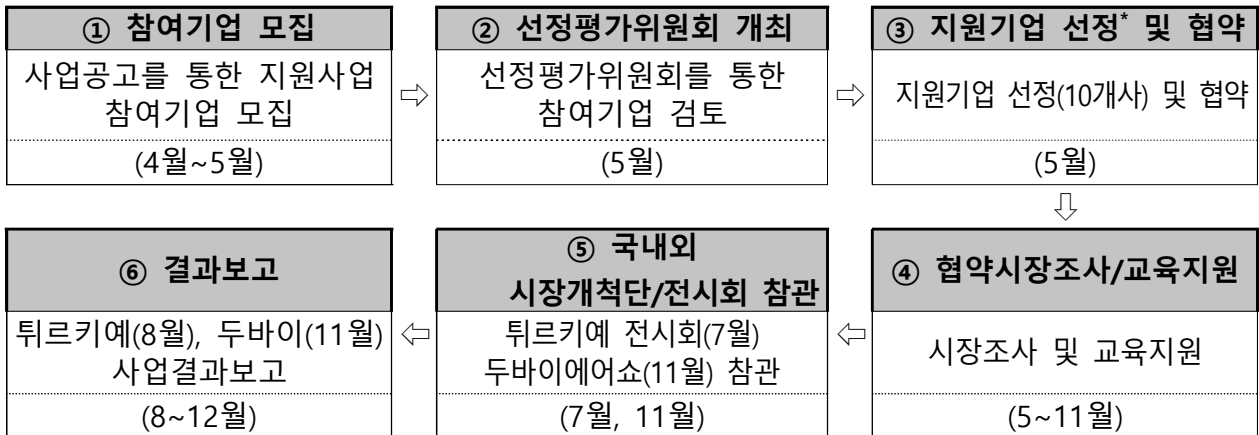 ① 참여기업 모집
사업공고를 통한 지원사업
참여기업 모집
(4월~5월)
⇨
② 선정평가위원회 개최
선정평가위원회를 통한
참여기업 검토
(5월)
⇨
③ 지원기업 선정* 및 협약
지원기업 선정(10개사) 및 협약
(5월)
⇩
④ 협약시장조사/교육지원
시장조사 및 교육지원
(5~11월)
⇦
⑤ 국내외
시장개척단/전시회 참관
튀르키예 전시회(7월)
두바이에어쇼(11월) 참관
(7월, 11월)
⇦
⑥ 결과보고
튀르키예(8월), 두바이(11월)
사업결과보고
(8~12월)